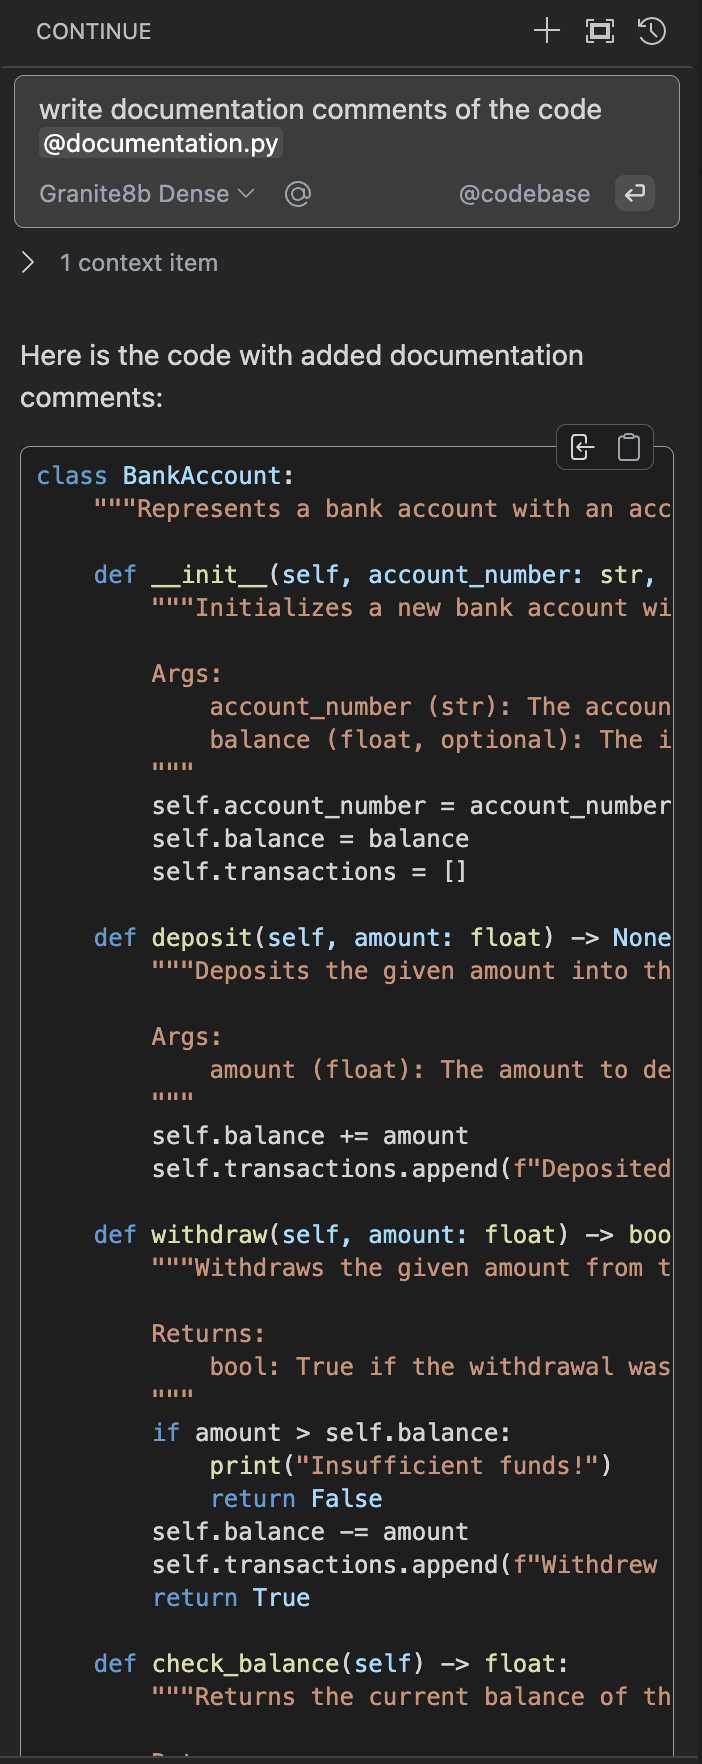 CONTINUE
write documentation comments of the code
@documentation.py
Granite8b Dense @codebase
1 context item
Here is the code with added documentation
comments:
class BankAccount:
    """Represents a bank account with an acc
    def __init__(self, account_number: str,
        """Initializes a new bank account wi
        Args:
            account_number (str): The accoun
            balance (float, optional): The i
        """
        self.account_number = account_number
        self.balance = balance
        self.transactions = []
    def deposit(self, amount: float) -> None
        """Deposits the given amount into th
        Args:
            amount (float): The amount to de
        """
        self.balance += amount
        self.transactions.append(f"Deposited
    def withdraw(self, amount: float) -> boo
        """Withdraws the given amount from t
        Returns:
            bool: True if the withdrawal was
        """
        if amount > self.balance:
            print("Insufficient funds!")
            return False
        self.balance -= amount
        self.transactions.append(f"Withdrew
        return True
    def check_balance(self) -> float:
        """Returns the current balance of th